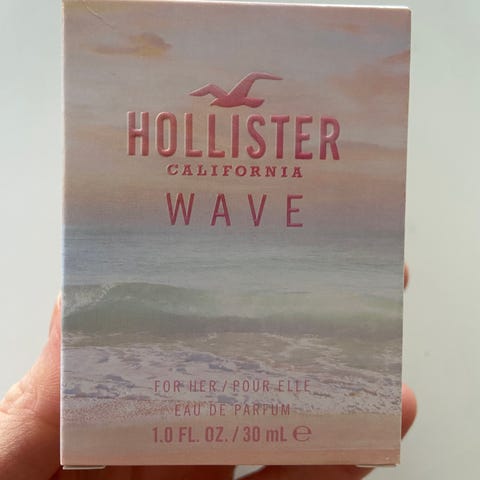 HOLLISTER
CALIFORNIA
WAVE
FOR HER / POUR ELLE
EAU DE PARFUM
1.0 FL. OZ. / 30 mL ℮